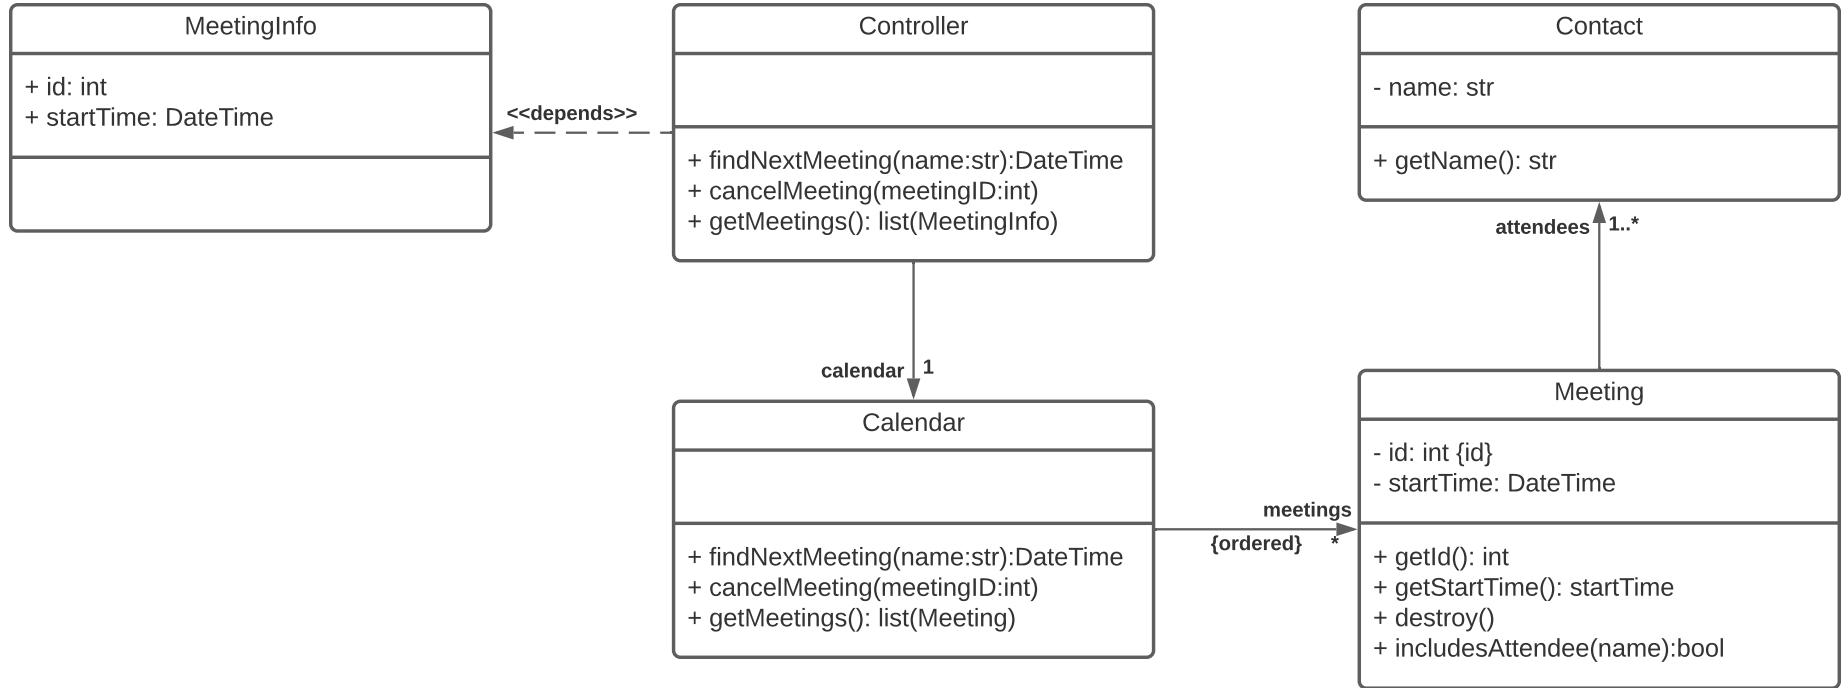 MeetingInfo
+ id: int
+ startTime: DateTime
<<depends>>
Controller
+ findNextMeeting(name:str):DateTime
+ cancelMeeting(meetingID:int)
+ getMeetings(): list(MeetingInfo)
Contact
- name: str
+ getName(): str
attendees 1..*
calendar 1
Calendar
+ findNextMeeting(name:str):DateTime
+ cancelMeeting(meetingID:int)
+ getMeetings(): list(Meeting)
meetings
{ordered} *
Meeting
- id: int {id}
- startTime: DateTime
+ getId(): int
+ getStartTime(): startTime
+ destroy()
+ includesAttendee(name):bool